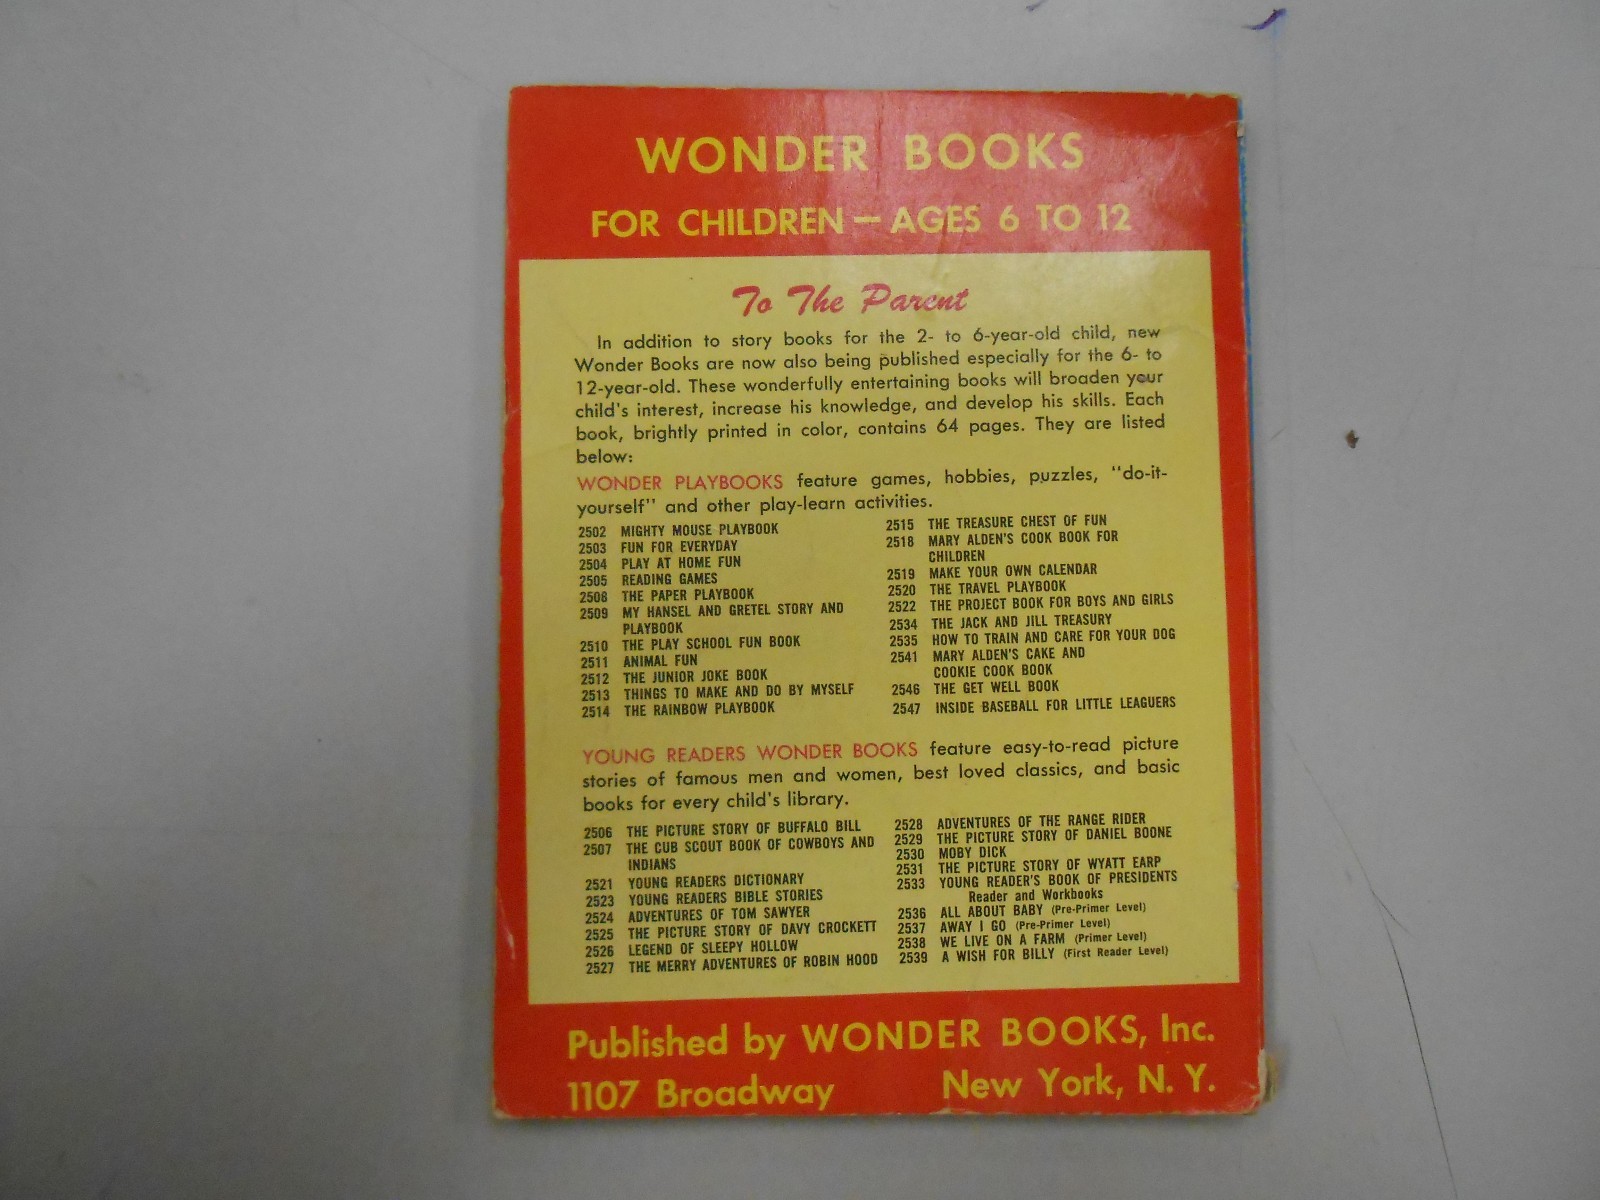 WONDER BOOKS
FOR CHILDREN — AGES 6 TO 12
To The Parent
In addition to story books for the 2- to 6-year-old child, new
Wonder Books are now also being published especially for the 6- to
12-year-old. These wonderfully entertaining books will broaden your
child's interest, increase his knowledge, and develop his skills. Each
book, brightly printed in color, contains 64 pages. They are listed
below:
WONDER PLAYBOOKS feature games, hobbies, puzzles, "do-it-
yourself" and other play-learn activities.
2502 MIGHTY MOUSE PLAYBOOK
2503 FUN FOR EVERYDAY
2504 PLAY AT HOME FUN
2505 READING GAMES
2508 THE PAPER PLAYBOOK
2509 MY HANSEL AND GRETEL STORY AND
PLAYBOOK
2510 THE PLAY SCHOOL FUN BOOK
2511 ANIMAL FUN
2512 THE JUNIOR JOKE BOOK
2513 THINGS TO MAKE AND DO BY MYSELF
2514 THE RAINBOW PLAYBOOK
2515 THE TREASURE CHEST OF FUN
2518 MARY ALDEN'S COOK BOOK FOR
CHILDREN
2519 MAKE YOUR OWN CALENDAR
2520 THE TRAVEL PLAYBOOK
2522 THE PROJECT BOOK FOR BOYS AND GIRLS
2534 THE JACK AND JILL TREASURY
2535 HOW TO TRAIN AND CARE FOR YOUR DOG
2541 MARY ALDEN'S CAKE AND
COOKIE COOK BOOK
2546 THE GET WELL BOOK
2547 INSIDE BASEBALL FOR LITTLE LEAGUERS
YOUNG READERS WONDER BOOKS feature easy-to-read picture
stories of famous men and women, best loved classics, and basic
books for every child's library.
2506 THE PICTURE STORY OF BUFFALO BILL
2507 THE CUB SCOUT BOOK OF COWBOYS AND
INDIANS
2521 YOUNG READERS DICTIONARY
2523 YOUNG READERS BIBLE STORIES
2524 ADVENTURES OF TOM SAWYER
2525 THE PICTURE STORY OF DAVY CROCKETT
2526 LEGEND OF SLEEPY HOLLOW
2527 THE MERRY ADVENTURES OF ROBIN HOOD
2528 ADVENTURES OF THE RANGE RIDER
2529 THE PICTURE STORY OF DANIEL BOONE
2530 MOBY DICK
2531 THE PICTURE STORY OF WYATT EARP
2533 YOUNG READER'S BOOK OF PRESIDENTS
Reader and Workbooks
2536 ALL ABOUT BABY (Pre-Primer Level)
2537 AWAY I GO (Pre-Primer Level)
2538 WE LIVE ON A FARM (Primer Level)
2539 A WISH FOR BILLY (First Reader Level)
Published by WONDER BOOKS, Inc.
1107 Broadway New York, N. Y.